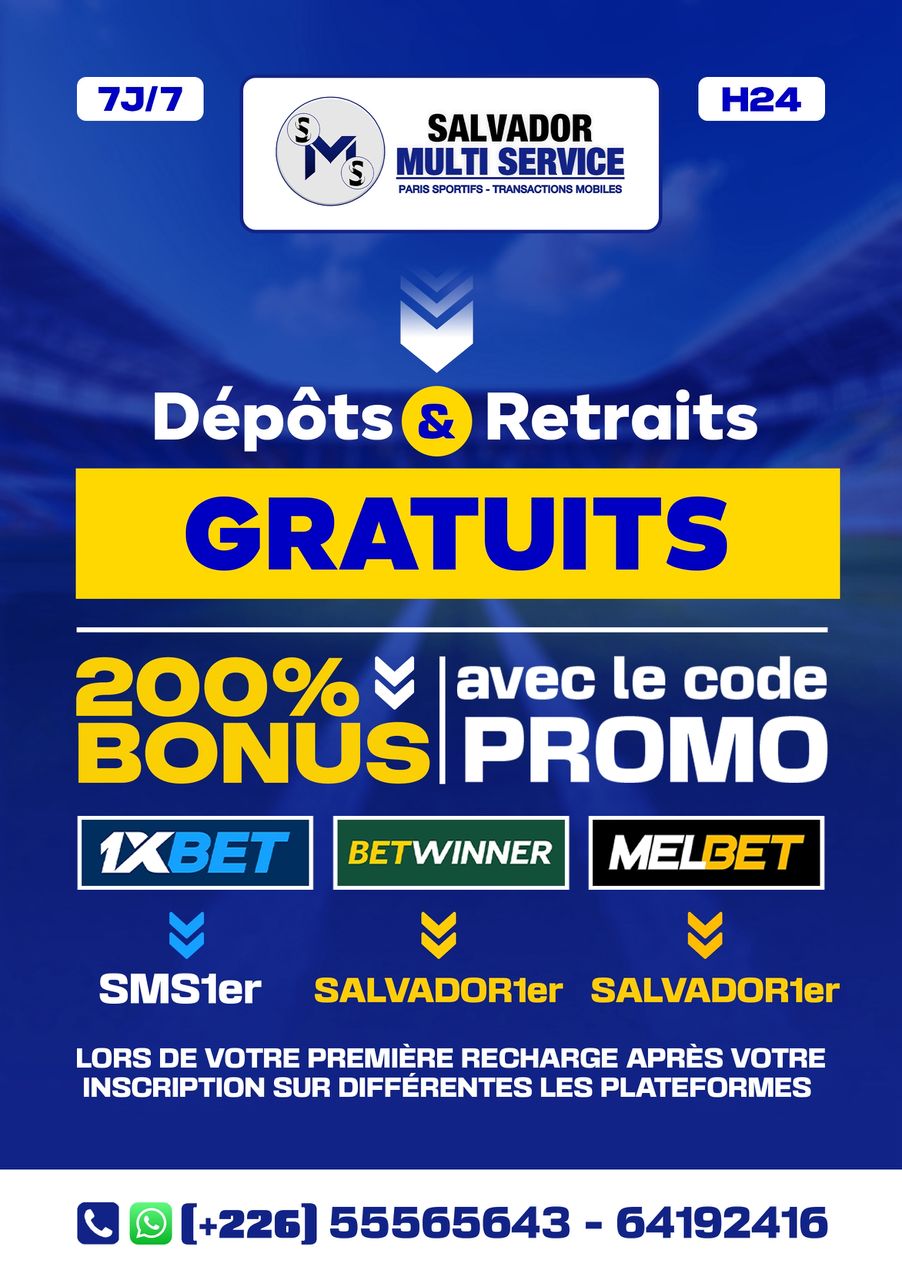 7J/7
H24
S M S
SALVADOR
MULTI SERVICE
PARIS SPORTIFS - TRANSACTIONS MOBILES
Dépôts & Retraits
GRATUITS
200%
BONUS
avec le code
PROMO
1XBET
BETWINNER
MELBET
SMS1er
SALVADOR1er
SALVADOR1er
LORS DE VOTRE PREMIÈRE RECHARGE APRÈS VOTRE
INSCRIPTION SUR DIFFÉRENTES LES PLATEFORMES
(+226) 55565643 - 64192416